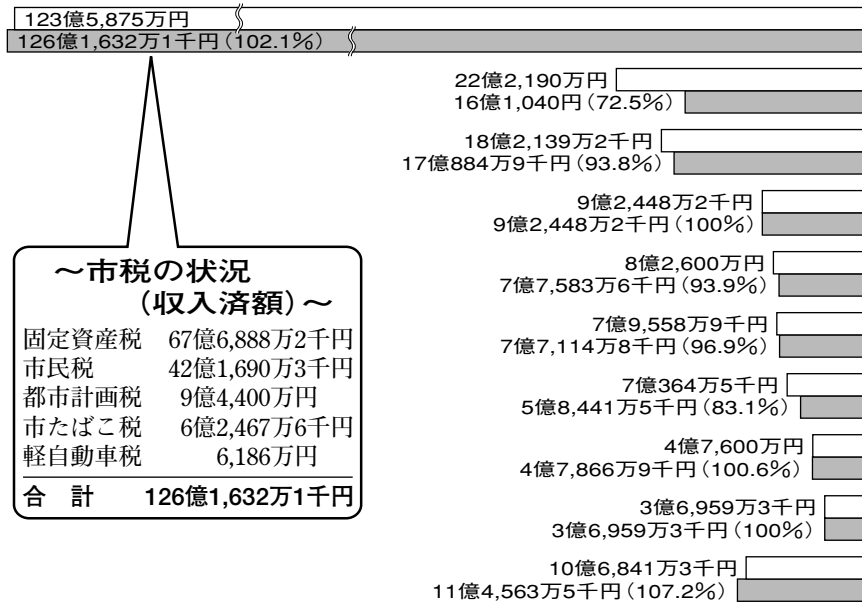 123億5,875万円
126億1,632万1千円（102.1％）
22億2,190万円
16億1,040円（72.5％）
18億2,139万2千円
17億884万9千円（93.8％）
9億2,448万2千円
9億2,448万2千円（100％）
8億2,600万円
7億7,583万6千円（93.9％）
7億9,558万9千円
7億7,114万8千円（96.9％）
7億364万5千円
5億8,441万5千円（83.1％）
4億7,600万円
4億7,866万9千円（100.6％）
3億6,959万3千円
3億6,959万3千円（100％）
10億6,841万3千円
11億4,563万5千円（107.2％）
～市税の状況
（収入済額）～
固定資産税 67億6,888万2千円
市民税 42億1,690万3千円
都市計画税 9億4,400万円
市たばこ税 6億2,467万6千円
軽自動車税 6,186万円
合 計 126億1,632万1千円